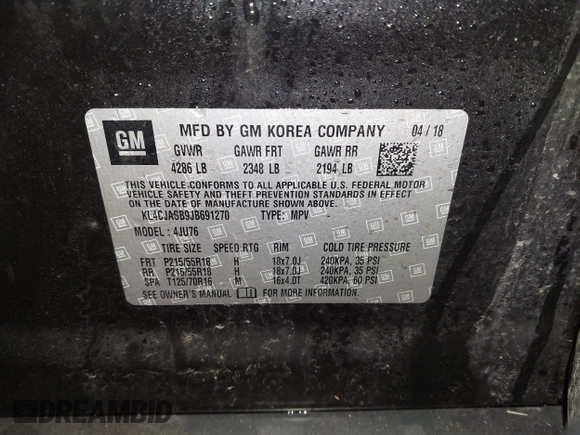 GM
MFD BY GM KOREA COMPANY 04/18
GVWR GAWR FRT GAWR RR
4286 LB 2348 LB 2194 LB
THIS VEHICLE CONFORMS TO ALL APPLICABLE U.S. FEDERAL MOTOR
VEHICLE SAFETY AND THEFT PREVENTION STANDARDS IN EFFECT ON
THE DATE OF MANUFACTURE SHOWN ABOVE.
KL4CJASB9JB691270 TYPE: MPV
MODEL: 4JU76
TIRE SIZE SPEED RTG RIM COLD TIRE PRESSURE
FRT P215/55R18 H 18x7.0J 240KPA, 35 PSI
RR P215/55R18 H 18x7.0J 240KPA, 35 PSI
SPA T125/70R16 M 16x4.0T 420KPA, 60 PSI
SEE OWNER'S MANUAL
DREAMBID